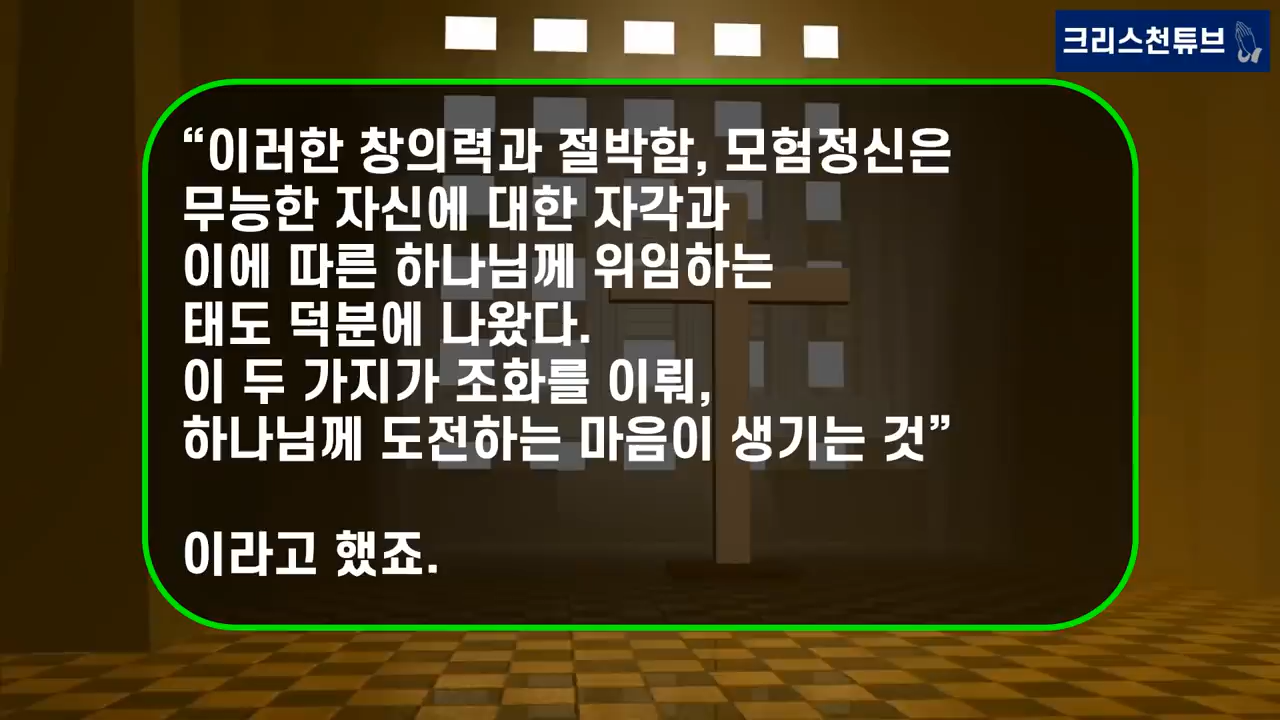 크리스천튜브
“이러한 창의력과 절박함, 모험정신은
무능한 자신에 대한 자각과
이에 따른 하나님께 위임하는
태도 덕분에 나왔다.
이 두 가지가 조화를 이뤄,
하나님께 도전하는 마음이 생기는 것”
이라고 했죠.